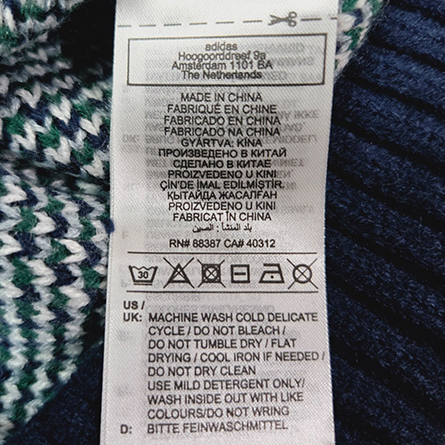 adidas
Hoogoorddreef 9a
Amsterdam 1101 BA
The Netherlands
MADE IN CHINA
FABRIQUÉ EN CHINE
FABRICADO EN CHINA
FABRICADO NA CHINA
GYÁRTVA: KÍNA
ПРОИЗВЕДЕНО В КИТАЙ
СДЕЛАНО В КИТАЕ
PROIZVEDENO U KINI
ÇİN'DE İMAL EDİLMİŞTİR.
ҚЫТАЙДА ЖАСАЛҒАН
PROIZVEDENO U KINI
FABRICAT ÎN CHINA
بلد المنشأ : الصين
RN# 88387 CA# 40312
30
US /
UK: MACHINE WASH COLD DELICATE
CYCLE / DO NOT BLEACH /
DO NOT TUMBLE DRY / FLAT
DRYING / COOL IRON IF NEEDED /
DO NOT DRY CLEAN
USE MILD DETERGENT ONLY/
WASH INSIDE OUT WITH LIKE
COLOURS/DO NOT WRING
D: BITTE FEINWASCHMITTEL